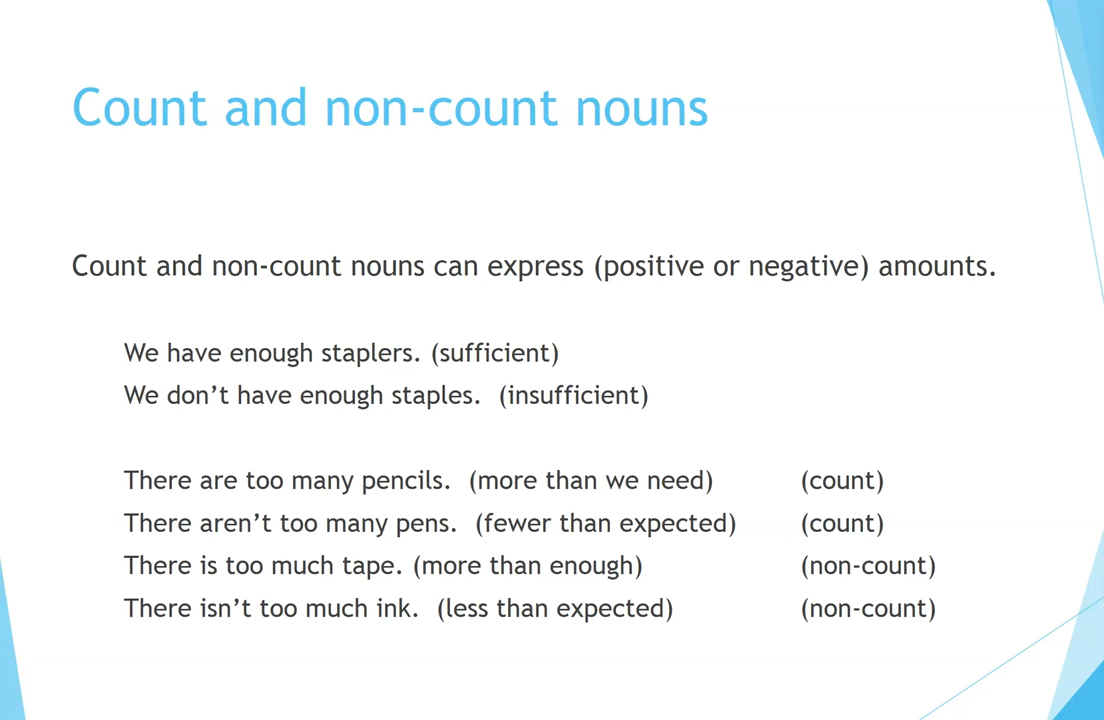 Count and non-count nouns
Count and non-count nouns can express (positive or negative) amounts.
We have enough staplers. (sufficient)
We don’t have enough staples. (insufficient)
There are too many pencils. (more than we need) (count)
There aren’t too many pens. (fewer than expected) (count)
There is too much tape. (more than enough) (non-count)
There isn’t too much ink. (less than expected) (non-count)